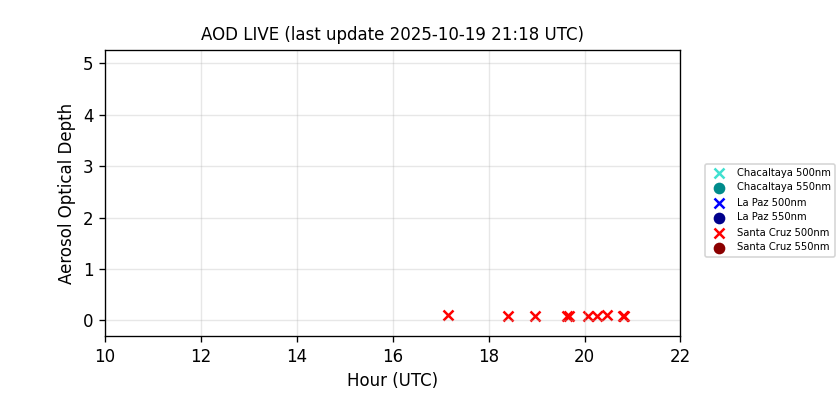 AOD LIVE (last update 2025-10-19 21:18 UTC)
Aerosol Optical Depth
5
4
3
2
1
0
10 12 14 16 18 20 22
Hour (UTC)
Chacaltaya 500nm
Chacaltaya 550nm
La Paz 500nm
La Paz 550nm
Santa Cruz 500nm
Santa Cruz 550nm